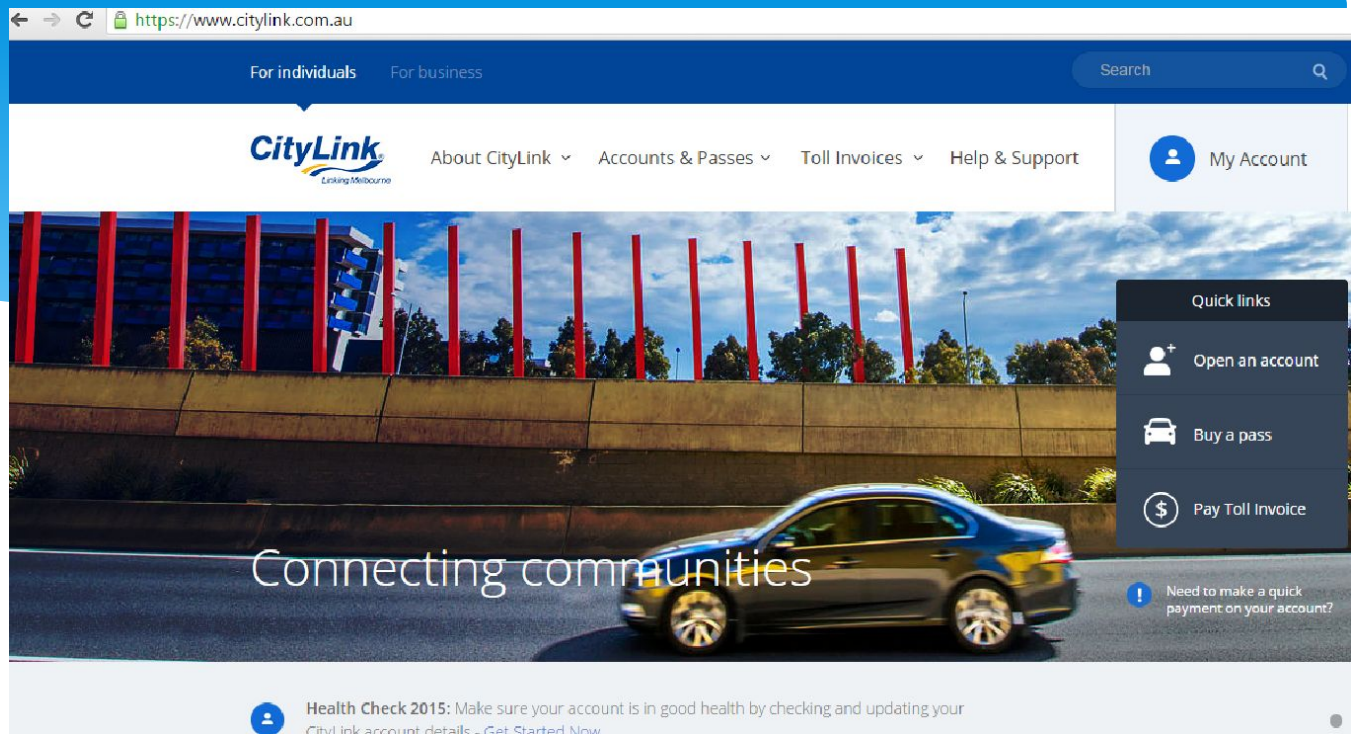 https://www.citylink.com.au
For individuals For business Search
CityLink
Linking Melbourne
About CityLink Accounts & Passes Toll Invoices Help & Support My Account
Quick links
Open an account
Buy a pass
Pay Toll Invoice
Connecting communities
Need to make a quick
payment on your account?
Health Check 2015: Make sure your account is in good health by checking and updating your
CityLink account details - Get Started Now